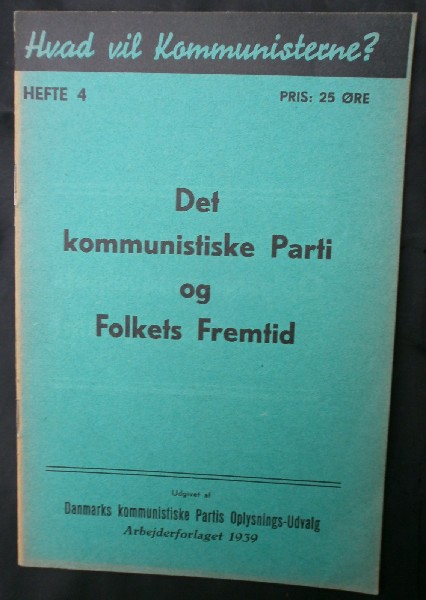 Hvad vil Kommunisterne?
HEFTE 4 PRIS: 25 ØRE
Det
kommunistiske Parti
og
Folkets Fremtid
Udgivet af
Danmarks kommunistiske Partis Oplysnings-Udvalg
Arbejderforlaget 1939